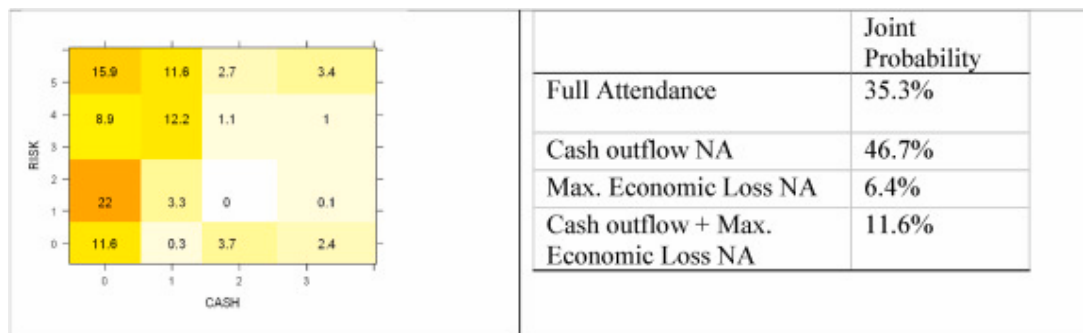 5
15.9 11.6 2.7 3.4
4
8.9 12.2 1.1 1
3
RISK
2
22 3.3 0 0.1
1
0
11.6 0.3 3.7 2.4
0 1 2 3
CASH
Joint
Probability
Full Attendance 35.3%
Cash outflow NA 46.7%
Max. Economic Loss NA 6.4%
Cash outflow + Max. 11.6%
Economic Loss NA